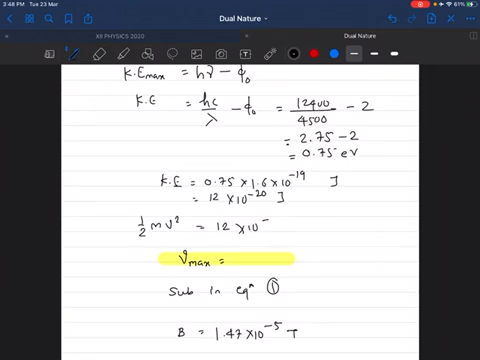 3:48 PM Tue 23 Mar
61%
Dual Nature
XII PHYSICS 2020
Dual Nature
K.Emax = hν − ϕ₀
K.E = hc/λ − ϕ₀ = 12400/4500 − 2
= 2.75 − 2
= 0.75 eV
K.E = 0.75 × 1.6 × 10⁻¹⁹ J
= 12 × 10⁻²⁰ J
1/2 mv² = 12 × 10⁻
νmax =
Sub in eqⁿ ①
B = 1.47 × 10⁻⁵ T